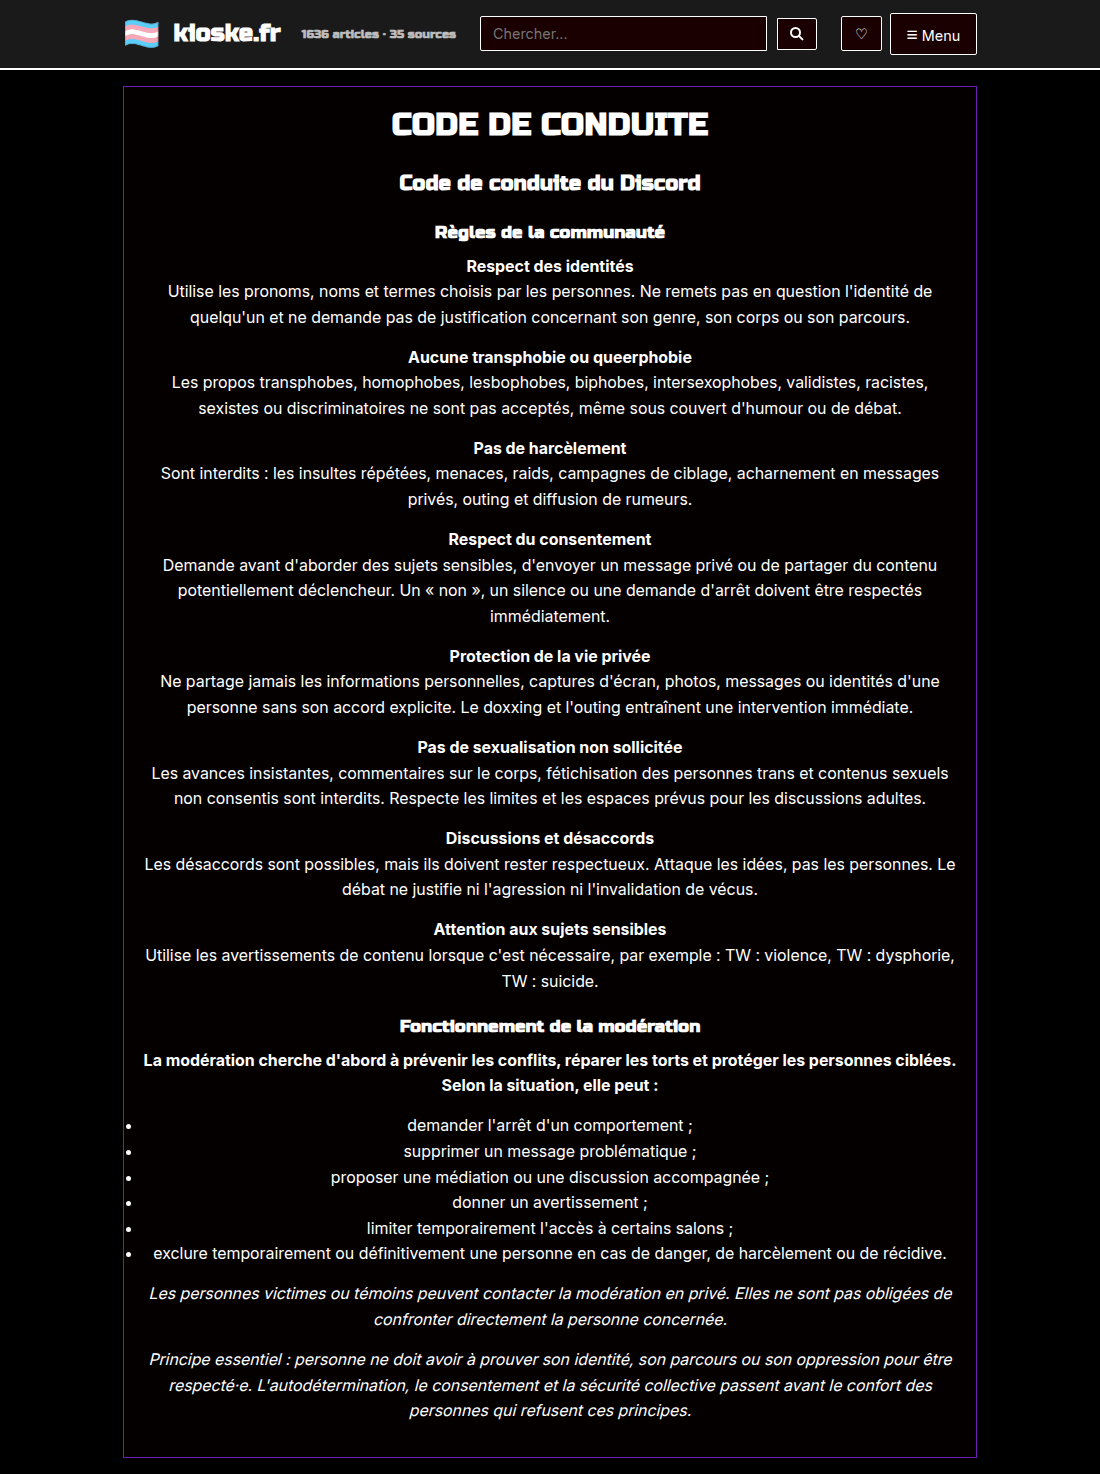 kioske.fr
1636 articles · 35 sources
Chercher...
♡
≡ Menu
CODE DE CONDUITE
Code de conduite du Discord
Règles de la communauté
Respect des identités
Utilise les pronoms, noms et termes choisis par les personnes. Ne remets pas en question l'identité de
quelqu'un et ne demande pas de justification concernant son genre, son corps ou son parcours.
Aucune transphobie ou queerphobie
Les propos transphobes, homophobes, lesbophobes, biphobes, intersexophobes, validistes, racistes,
sexistes ou discriminatoires ne sont pas acceptés, même sous couvert d'humour ou de débat.
Pas de harcèlement
Sont interdits : les insultes répétées, menaces, raids, campagnes de ciblage, acharnement en messages
privés, outing et diffusion de rumeurs.
Respect du consentement
Demande avant d'aborder des sujets sensibles, d'envoyer un message privé ou de partager du contenu
potentiellement déclencheur. Un « non », un silence ou une demande d'arrêt doivent être respectés
immédiatement.
Protection de la vie privée
Ne partage jamais les informations personnelles, captures d'écran, photos, messages ou identités d'une
personne sans son accord explicite. Le doxxing et l'outing entraînent une intervention immédiate.
Pas de sexualisation non sollicitée
Les avances insistantes, commentaires sur le corps, fétichisation des personnes trans et contenus sexuels
non consentis sont interdits. Respecte les limites et les espaces prévus pour les discussions adultes.
Discussions et désaccords
Les désaccords sont possibles, mais ils doivent rester respectueux. Attaque les idées, pas les personnes. Le
débat ne justifie ni l'agression ni l'invalidation de vécus.
Attention aux sujets sensibles
Utilise les avertissements de contenu lorsque c'est nécessaire, par exemple : TW : violence, TW : dysphorie,
TW : suicide.
Fonctionnement de la modération
La modération cherche d'abord à prévenir les conflits, réparer les torts et protéger les personnes ciblées.
Selon la situation, elle peut :
• demander l'arrêt d'un comportement ;
• supprimer un message problématique ;
• proposer une médiation ou une discussion accompagnée ;
• donner un avertissement ;
• limiter temporairement l'accès à certains salons ;
• exclure temporairement ou définitivement une personne en cas de danger, de harcèlement ou de récidive.
Les personnes victimes ou témoins peuvent contacter la modération en privé. Elles ne sont pas obligées de
confronter directement la personne concernée.
Principe essentiel : personne ne doit avoir à prouver son identité, son parcours ou son oppression pour être
respecté·e. L'autodétermination, le consentement et la sécurité collective passent avant le confort des
personnes qui refusent ces principes.